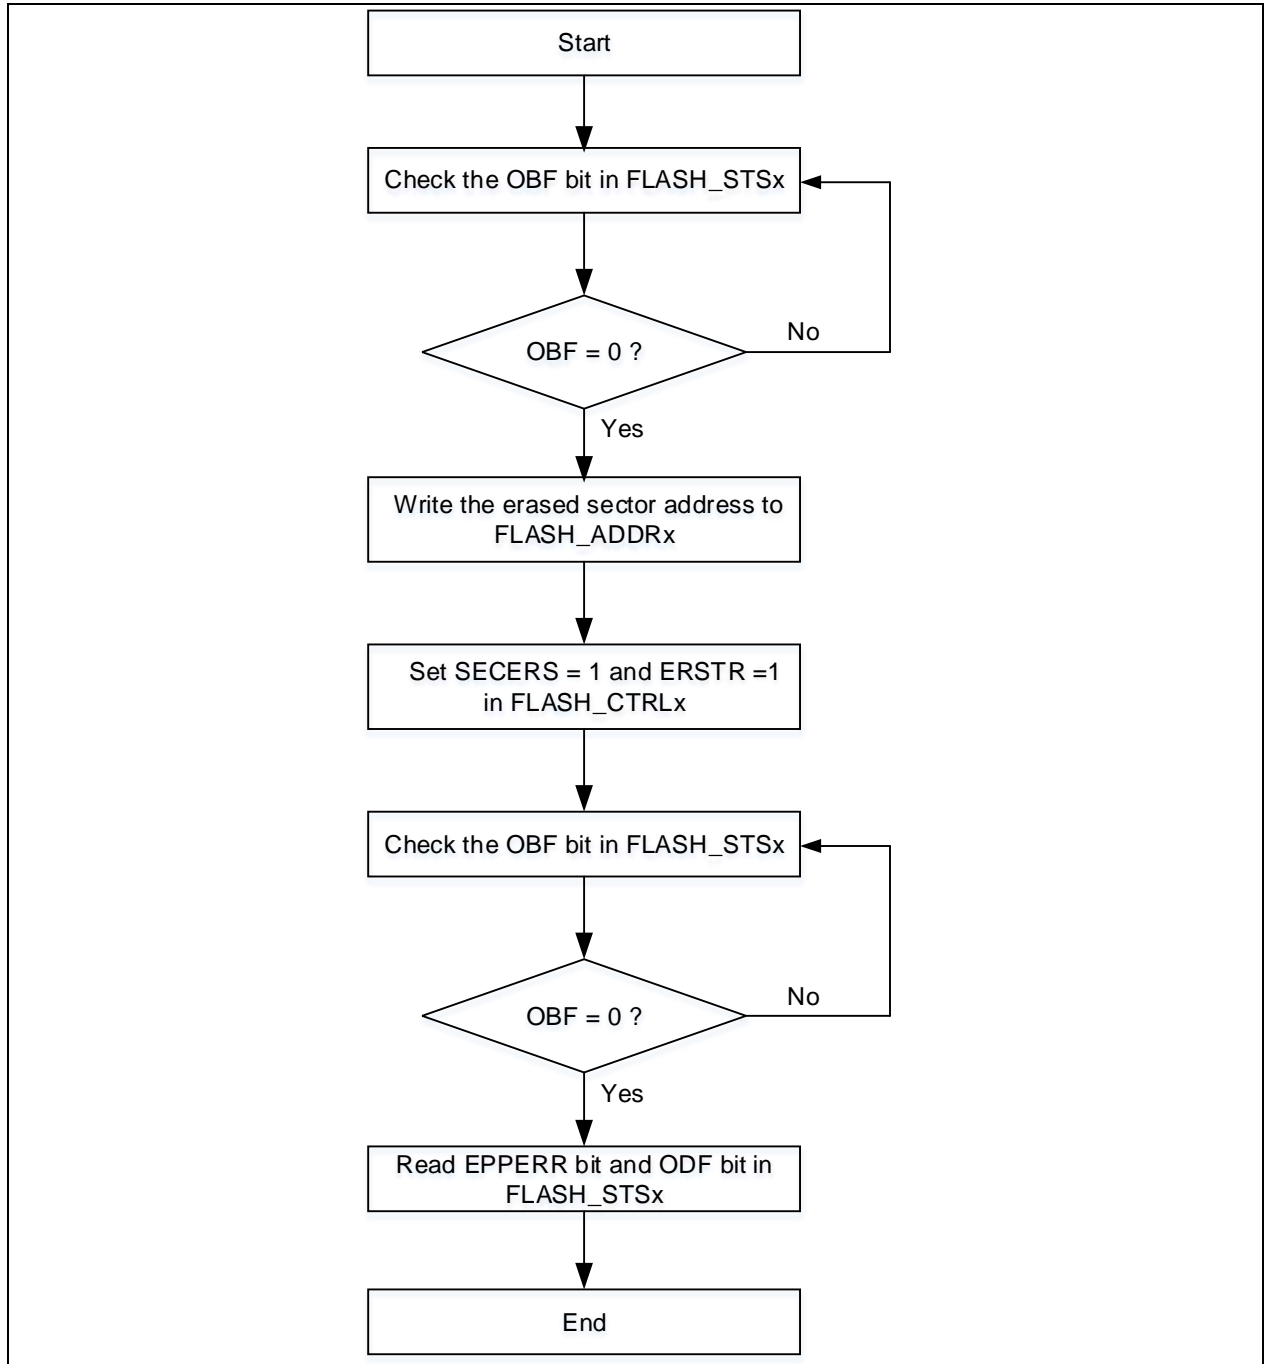 Start
Check the OBF bit in FLASH_STSx
OBF = 0 ?
No
Yes
Write the erased sector address to
FLASH_ADDRx
Set SECERS = 1 and ERSTR =1
in FLASH_CTRLx
Check the OBF bit in FLASH_STSx
OBF = 0 ?
No
Yes
Read EPPERR bit and ODF bit in
FLASH_STSx
End